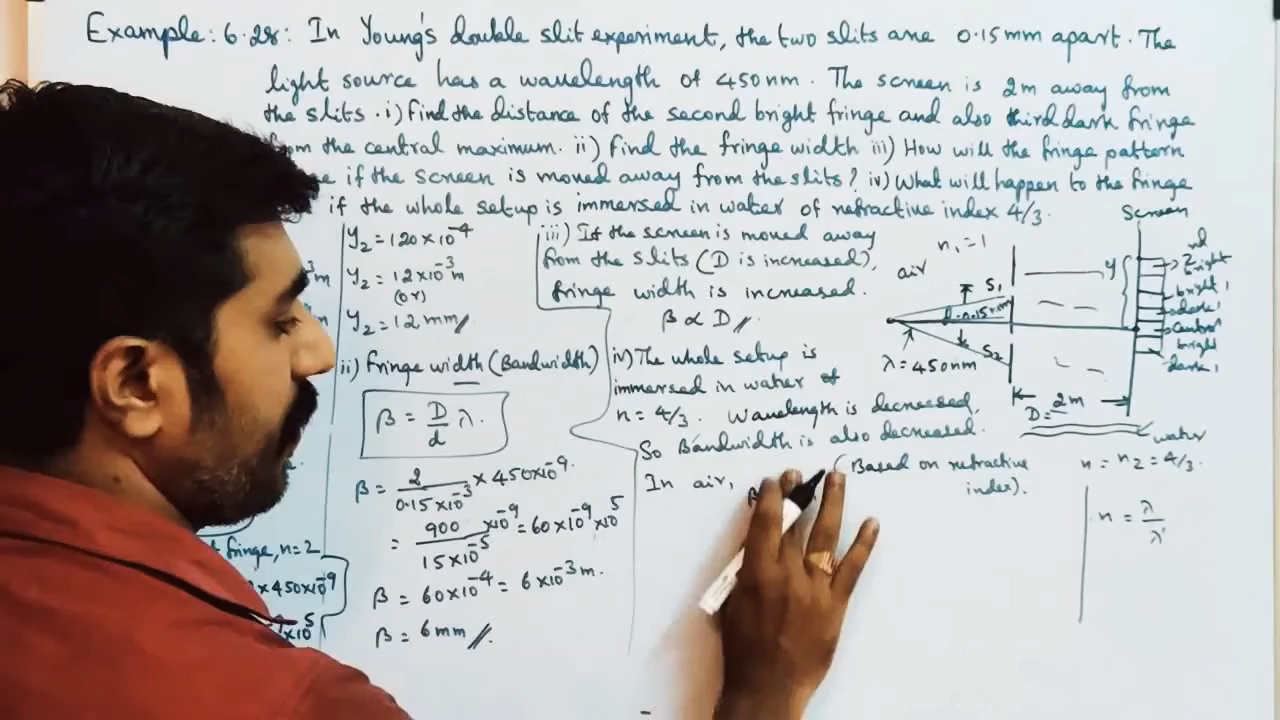 Example: 6.28: In Young's double slit experiment, the two slits are 0.15mm apart. The
light source has a wavelength of 450nm. The screen is 2m away from
the slits. i) Find the distance of the second bright fringe and also third dark fringe
the central maximum. ii) Find the fringe width iii) How will the fringe pattern
if the screen is moved away from the slits? iv) What will happen to the fringe
if the whole setup is immersed in water of refractive index 4/3.
t fringe, n=2
×450×10⁻⁹
y₂ = 120×10⁻⁴
y₂ = 12×10⁻³m
(or)
y₂ = 12mm//
ii) Fringe width (Bandwidth)
β = D/d λ.
β = 2/0.15×10⁻³ × 450×10⁻⁹
= 900/15×10⁻⁵ ×10⁻⁹ = 60×10⁻⁹×10⁵
β = 60×10⁻⁴ = 6×10⁻³m.
β = 6mm//.
iii) If the screen is moved away
from the slits (D is increased),
fringe width is increased.
β ∝ D//
iv) The whole setup is
immersed in water of
n = 4/3. Wavelength is decreased,
So Bandwidth is also decreased.
(Based on refractive
index).
In air,
n₁=1
air
S₁
d=0.15mm
S₂
λ = 450nm
D= 2m
Screen
y
2nd bright
bright 1
dark 1
central
bright
dark 1
water
n = n₂ = 4/3.
n = λ/λ'